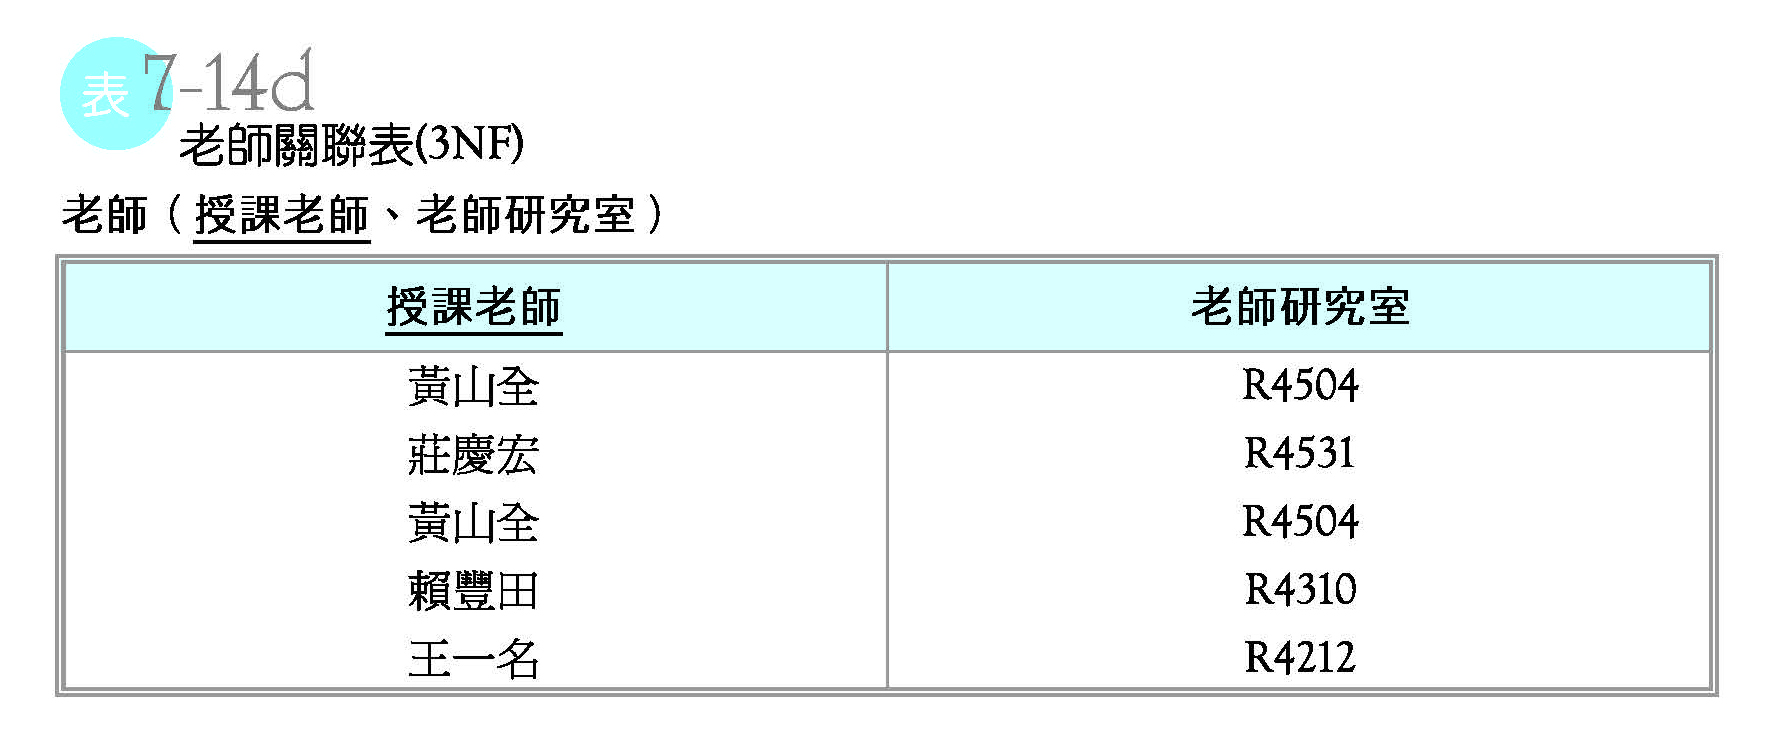 表7-14d
老師關聯表(3NF)
老師（授課老師、老師研究室）
授課老師 老師研究室
黃山全 R4504
莊慶宏 R4531
黃山全 R4504
賴豐田 R4310
王一名 R4212